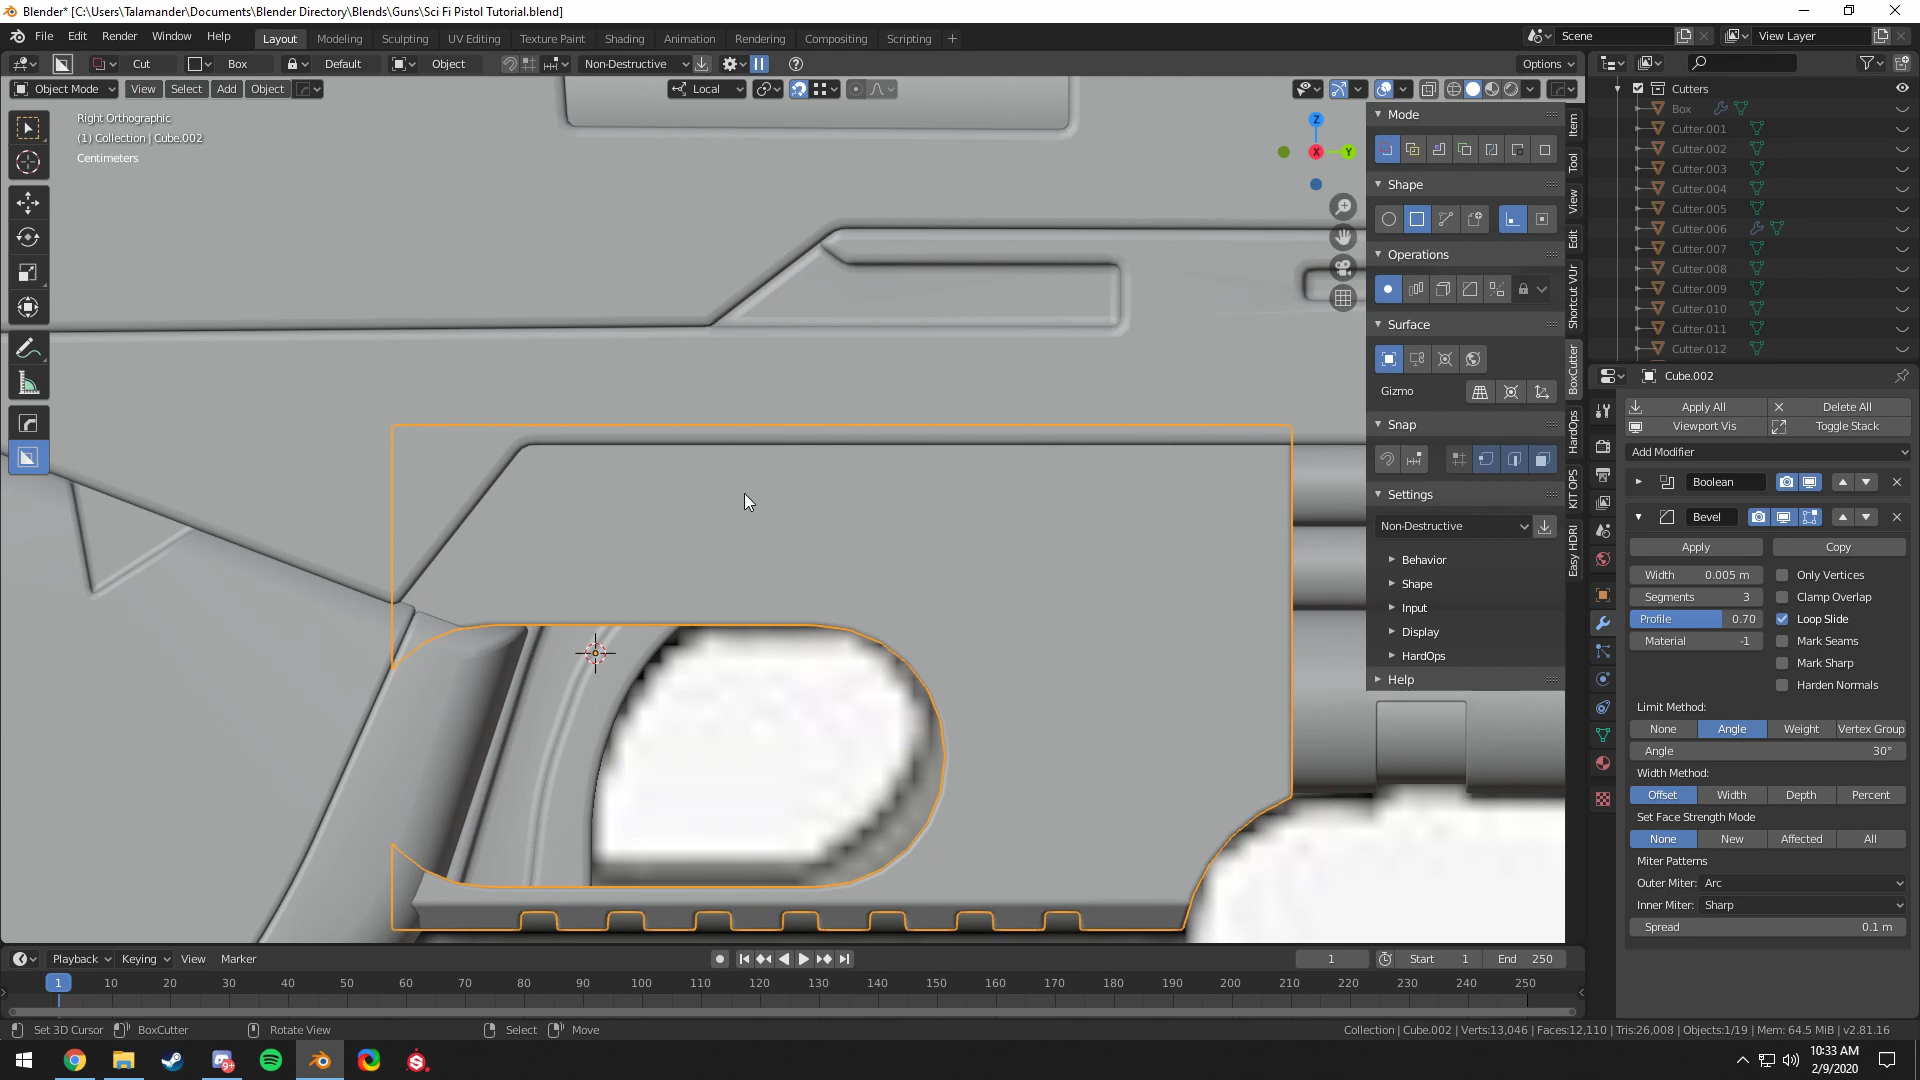 Blender* [C:\Users\Talamander\Documents\Blender Directory\Blends\Guns\Sci Fi Pistol Tutorial.blend]
File Edit Render Window Help Layout Modeling Sculpting UV Editing Texture Paint Shading Animation Rendering Compositing Scripting + Scene View Layer
Cut Box Default Object Non-Destructive Options
Object Mode View Select Add Object Local
Right Orthographic
(1) Collection | Cube.002
Centimeters
Z
X
Y
Mode
Shape
Operations
Surface
Gizmo
Snap
Settings
Non-Destructive
Behavior
Shape
Input
Display
HardOps
Help
Item
Tool
View
Edit
Shortcut VUr
BoxCutter
HardOps
KIT OPS
Easy HDRI
Cutters
Box
Cutter.001
Cutter.002
Cutter.003
Cutter.004
Cutter.005
Cutter.006
Cutter.007
Cutter.008
Cutter.009
Cutter.010
Cutter.011
Cutter.012
Cube.002
Apply All Delete All
Viewport Vis Toggle Stack
Add Modifier
Boolean
Bevel
Apply Copy
Width 0.005 m Only Vertices
Segments 3 Clamp Overlap
Profile 0.70 Loop Slide
Material -1 Mark Seams
Mark Sharp
Harden Normals
Limit Method:
None Angle Weight Vertex Group
Angle 30°
Width Method:
Offset Width Depth Percent
Set Face Strength Mode
None New Affected All
Miter Patterns
Outer Miter: Arc
Inner Miter: Sharp
Spread 0.1 m
Playback Keying View Marker 1 Start 1 End 250
1 10 20 30 40 50 60 70 80 90 100 110 120 130 140 150 160 170 180 190 200 210 220 230 240 250
Set 3D Cursor BoxCutter Rotate View Select Move Collection | Cube.002 | Verts:13,046 | Faces:12,110 | Tris:26,008 | Objects:1/19 | Mem: 64.5 MiB | v2.81.16
9+
10:33 AM
2/9/2020